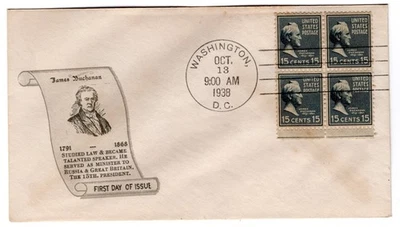 James Buchanan
1791 — 1868
STUDIED LAW & BECAME
TALANTED SPEAKER. HE
SERVED AS MINISTER TO
RUSSIA & GREAT BRITAIN.
THE 15TH. PRESIDENT.
FIRST DAY OF ISSUE
WASHINGTON,
OCT.
13
9:00 AM
1938
D.C.
UNITED
STATES
POSTAGE
15 CENTS 15
UNITED
STATES
POSTAGE
15 CENTS 15
UNITED
STATES
POSTAGE
15 CENTS 15
UNITED
STATES
POSTAGE
15 CENTS 15